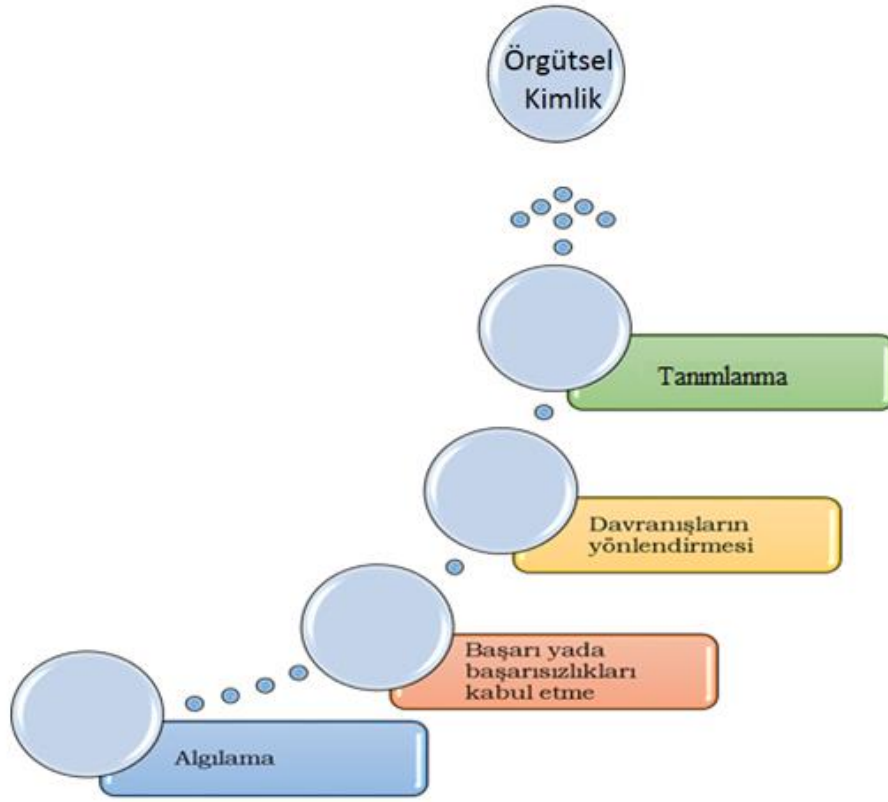 Örgütsel
Kimlik
Tanımlanma
Davranışların
yönlendirmesi
Başarı yada
başarısızlıkları
kabul etme
Algılama